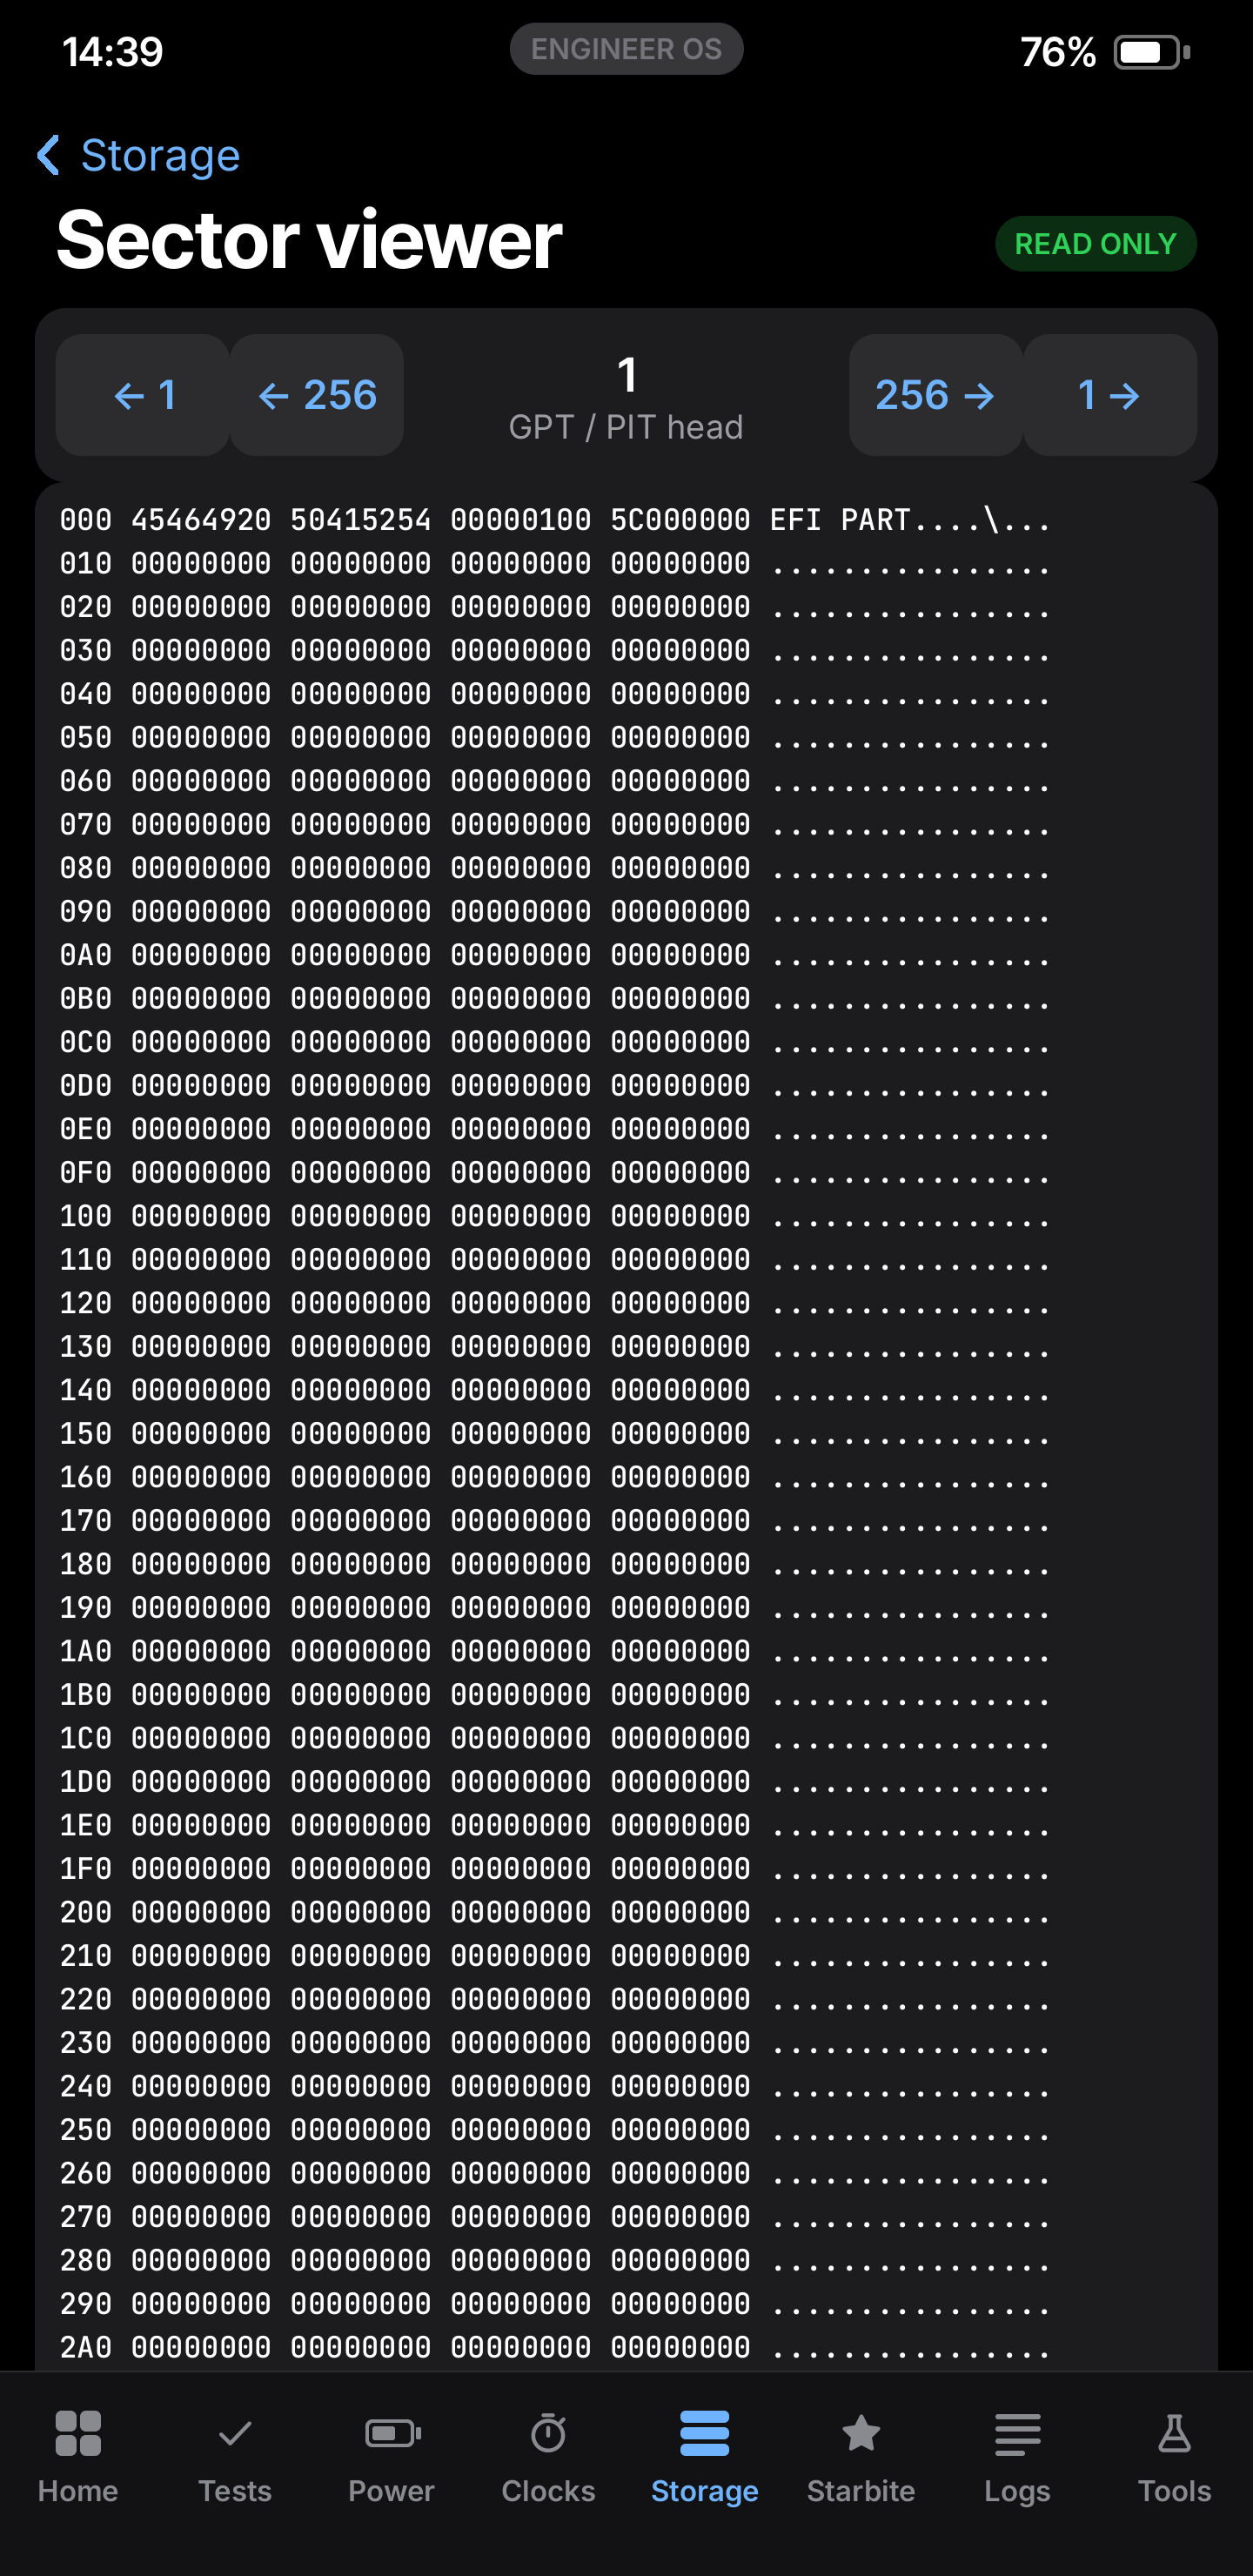 14:39
ENGINEER OS
76%
Storage
Sector viewer
READ ONLY
← 1
← 256
1
GPT / PIT head
256 →
1 →
000 45464920 50415254 00000100 5C000000 EFI PART....\...
010 00000000 00000000 00000000 00000000 ................
020 00000000 00000000 00000000 00000000 ................
030 00000000 00000000 00000000 00000000 ................
040 00000000 00000000 00000000 00000000 ................
050 00000000 00000000 00000000 00000000 ................
060 00000000 00000000 00000000 00000000 ................
070 00000000 00000000 00000000 00000000 ................
080 00000000 00000000 00000000 00000000 ................
090 00000000 00000000 00000000 00000000 ................
0A0 00000000 00000000 00000000 00000000 ................
0B0 00000000 00000000 00000000 00000000 ................
0C0 00000000 00000000 00000000 00000000 ................
0D0 00000000 00000000 00000000 00000000 ................
0E0 00000000 00000000 00000000 00000000 ................
0F0 00000000 00000000 00000000 00000000 ................
100 00000000 00000000 00000000 00000000 ................
110 00000000 00000000 00000000 00000000 ................
120 00000000 00000000 00000000 00000000 ................
130 00000000 00000000 00000000 00000000 ................
140 00000000 00000000 00000000 00000000 ................
150 00000000 00000000 00000000 00000000 ................
160 00000000 00000000 00000000 00000000 ................
170 00000000 00000000 00000000 00000000 ................
180 00000000 00000000 00000000 00000000 ................
190 00000000 00000000 00000000 00000000 ................
1A0 00000000 00000000 00000000 00000000 ................
1B0 00000000 00000000 00000000 00000000 ................
1C0 00000000 00000000 00000000 00000000 ................
1D0 00000000 00000000 00000000 00000000 ................
1E0 00000000 00000000 00000000 00000000 ................
1F0 00000000 00000000 00000000 00000000 ................
200 00000000 00000000 00000000 00000000 ................
210 00000000 00000000 00000000 00000000 ................
220 00000000 00000000 00000000 00000000 ................
230 00000000 00000000 00000000 00000000 ................
240 00000000 00000000 00000000 00000000 ................
250 00000000 00000000 00000000 00000000 ................
260 00000000 00000000 00000000 00000000 ................
270 00000000 00000000 00000000 00000000 ................
280 00000000 00000000 00000000 00000000 ................
290 00000000 00000000 00000000 00000000 ................
2A0 00000000 00000000 00000000 00000000 ................
Home
Tests
Power
Clocks
Storage
Starbite
Logs
Tools